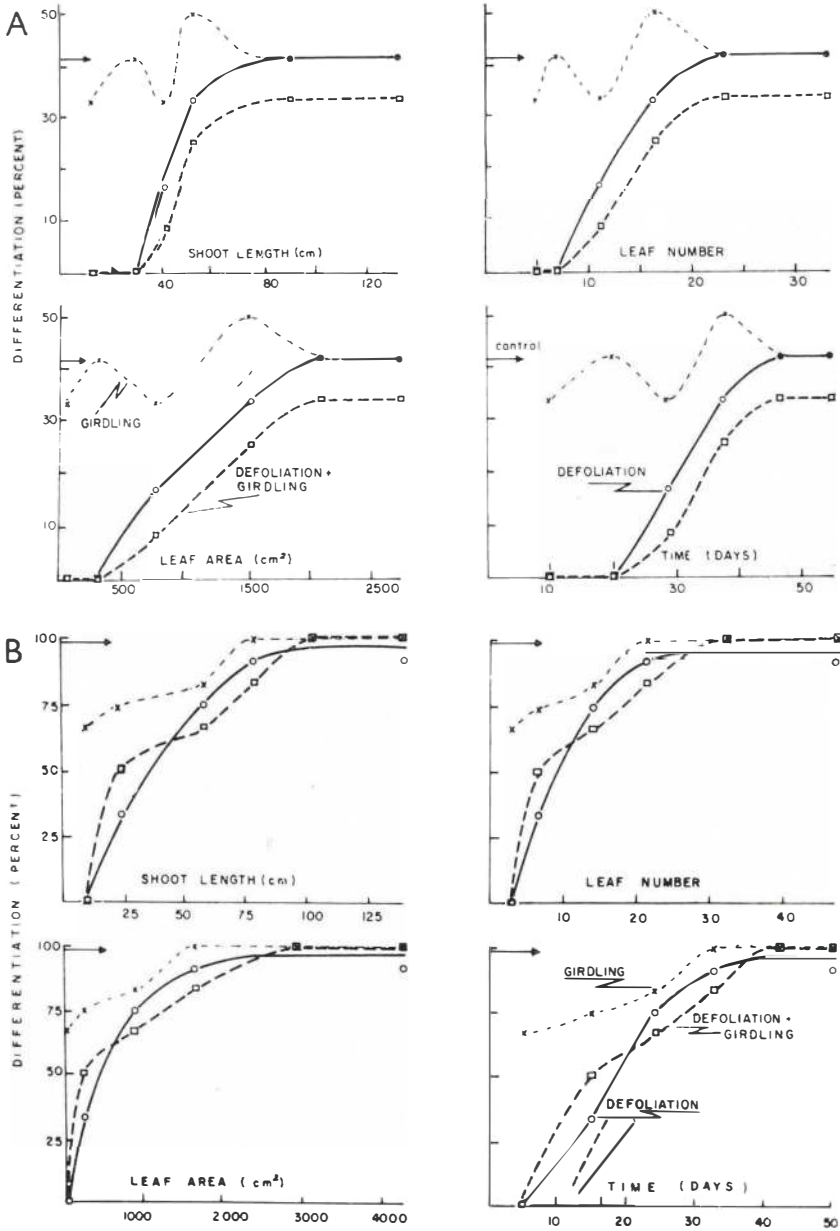 A
DIFFERENTIATION (PERCENT)
50
30
10
40
80
120
SHOOT LENGTH (cm)
10
20
30
LEAF NUMBER
50
30
10
GIRDLING
DEFOLIATION +
GIRDLING
LEAF AREA (cm²)
500
1500
2500
control
DEFOLIATION
TIME (DAYS)
10
30
50
B
DIFFERENTIATION (PERCENT)
100
75
50
25
SHOOT LENGTH (cm)
25
50
75
100
125
LEAF NUMBER
10
20
30
40
100
75
50
25
LEAF AREA (cm²)
1000
2000
3000
4000
GIRDLING
DEFOLIATION +
GIRDLING
DEFOLIATION
TIME (DAYS)
10
20
30
40
50